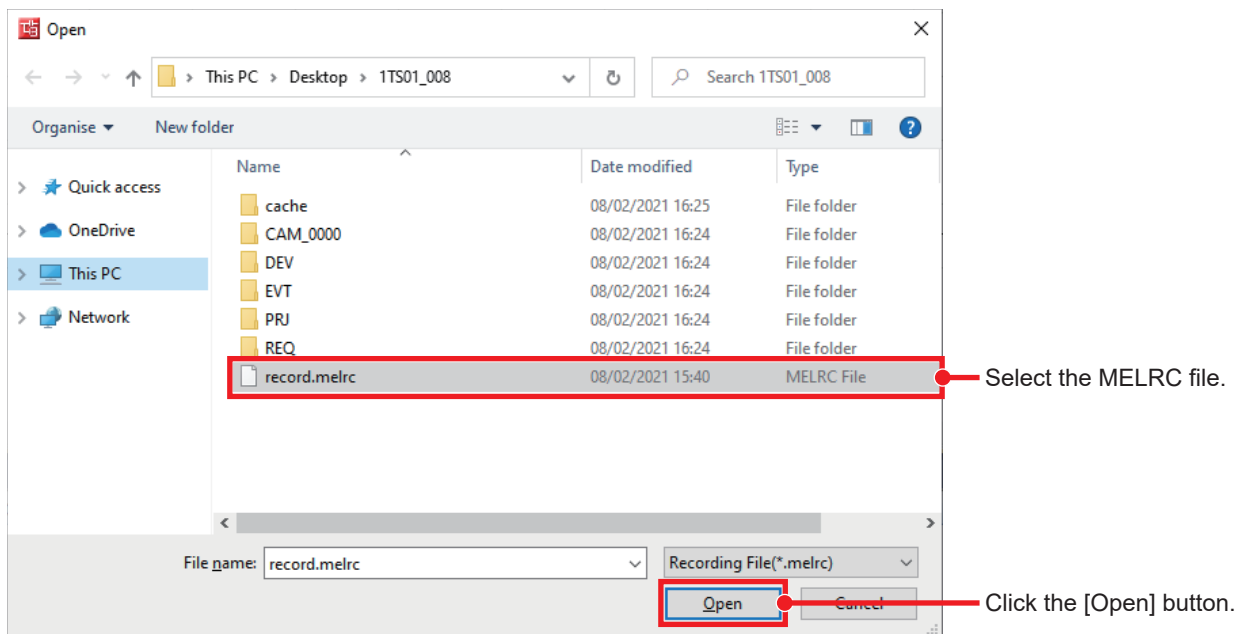 Open
This PC > Desktop > 1TS01_008
Search 1TS01_008
Organise
New folder
?
Name
Date modified
Type
Quick access
OneDrive
This PC
Network
cache 08/02/2021 16:25 File folder
CAM_0000 08/02/2021 16:24 File folder
DEV 08/02/2021 16:24 File folder
EVT 08/02/2021 16:24 File folder
PRJ 08/02/2021 16:24 File folder
REQ 08/02/2021 16:24 File folder
record.melrc 08/02/2021 15:40 MELRC File
Select the MELRC file.
File name: record.melrc
Recording File(*.melrc)
Open
Cancel
Click the [Open] button.